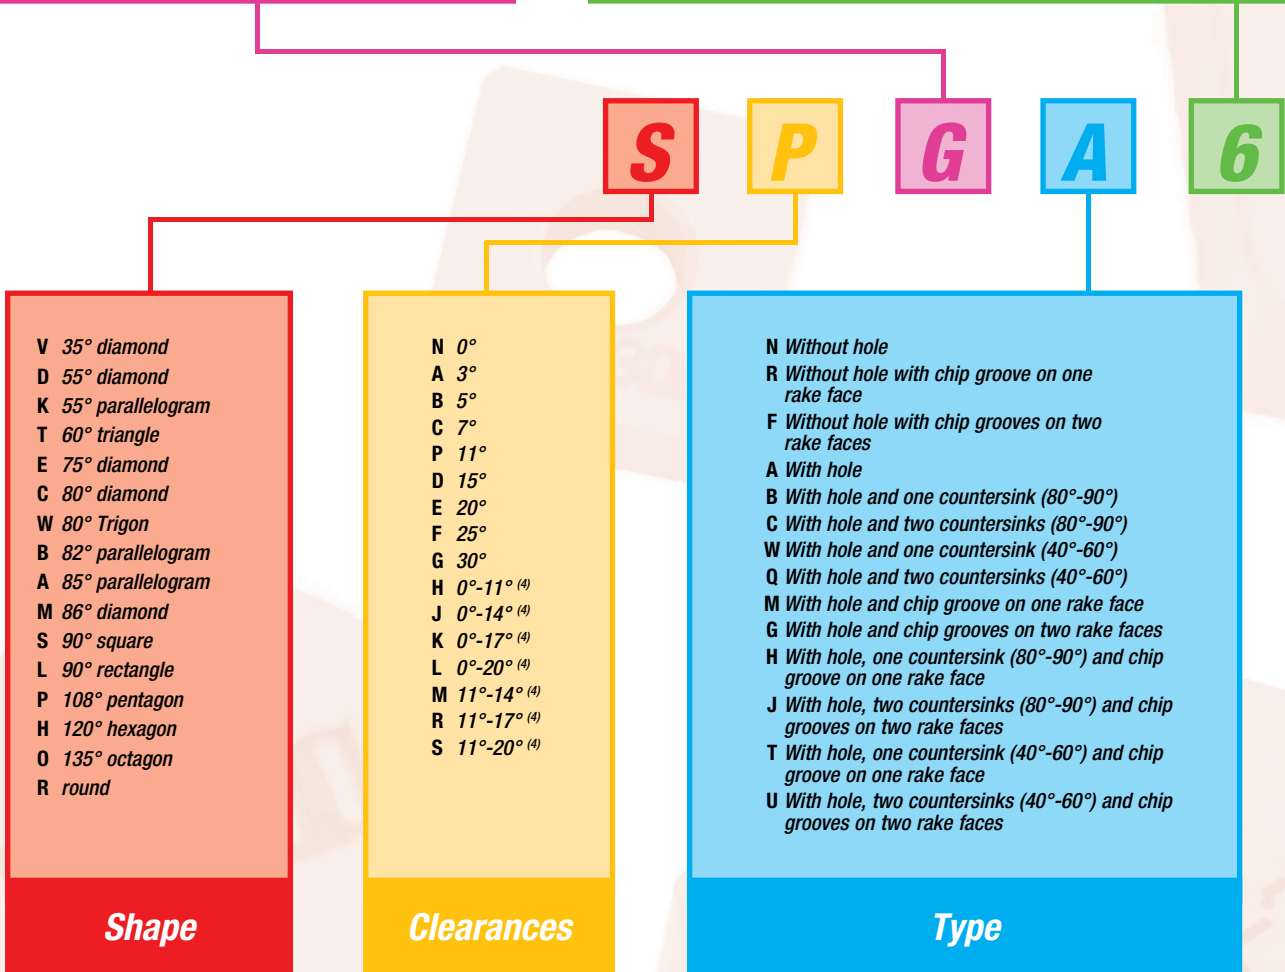 S P G A 6
V 35° diamond
D 55° diamond
K 55° parallelogram
T 60° triangle
E 75° diamond
C 80° diamond
W 80° Trigon
B 82° parallelogram
A 85° parallelogram
M 86° diamond
S 90° square
L 90° rectangle
P 108° pentagon
H 120° hexagon
O 135° octagon
R round
Shape
N 0°
A 3°
B 5°
C 7°
P 11°
D 15°
E 20°
F 25°
G 30°
H 0°-11° (4)
J 0°-14° (4)
K 0°-17° (4)
L 0°-20° (4)
M 11°-14° (4)
R 11°-17° (4)
S 11°-20° (4)
Clearances
N Without hole
R Without hole with chip groove on one
rake face
F Without hole with chip grooves on two
rake faces
A With hole
B With hole and one countersink (80°-90°)
C With hole and two countersinks (80°-90°)
W With hole and one countersink (40°-60°)
Q With hole and two countersinks (40°-60°)
M With hole and chip groove on one rake face
G With hole and chip grooves on two rake faces
H With hole, one countersink (80°-90°) and chip
groove on one rake face
J With hole, two countersinks (80°-90°) and chip
grooves on two rake faces
T With hole, one countersink (40°-60°) and chip
groove on one rake face
U With hole, two countersinks (40°-60°) and chip
grooves on two rake faces
Type